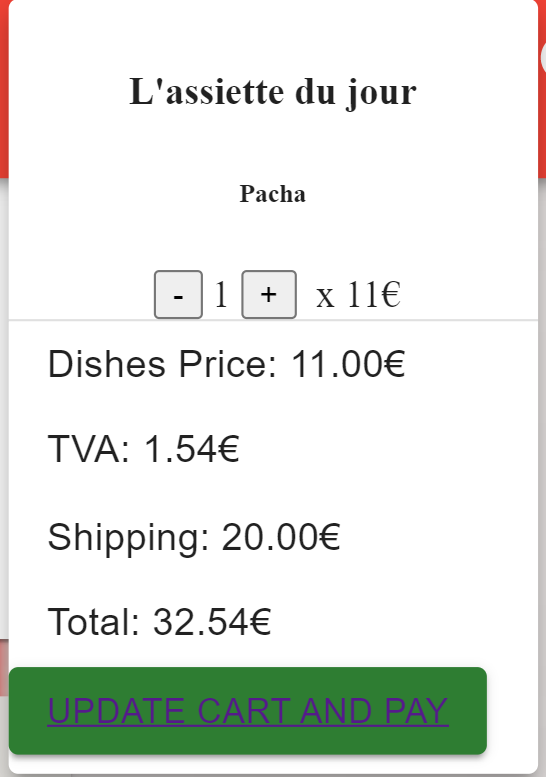 L'assiette du jour
Pacha
- 1 + x 11€
Dishes Price: 11.00€
TVA: 1.54€
Shipping: 20.00€
Total: 32.54€
UPDATE CART AND PAY